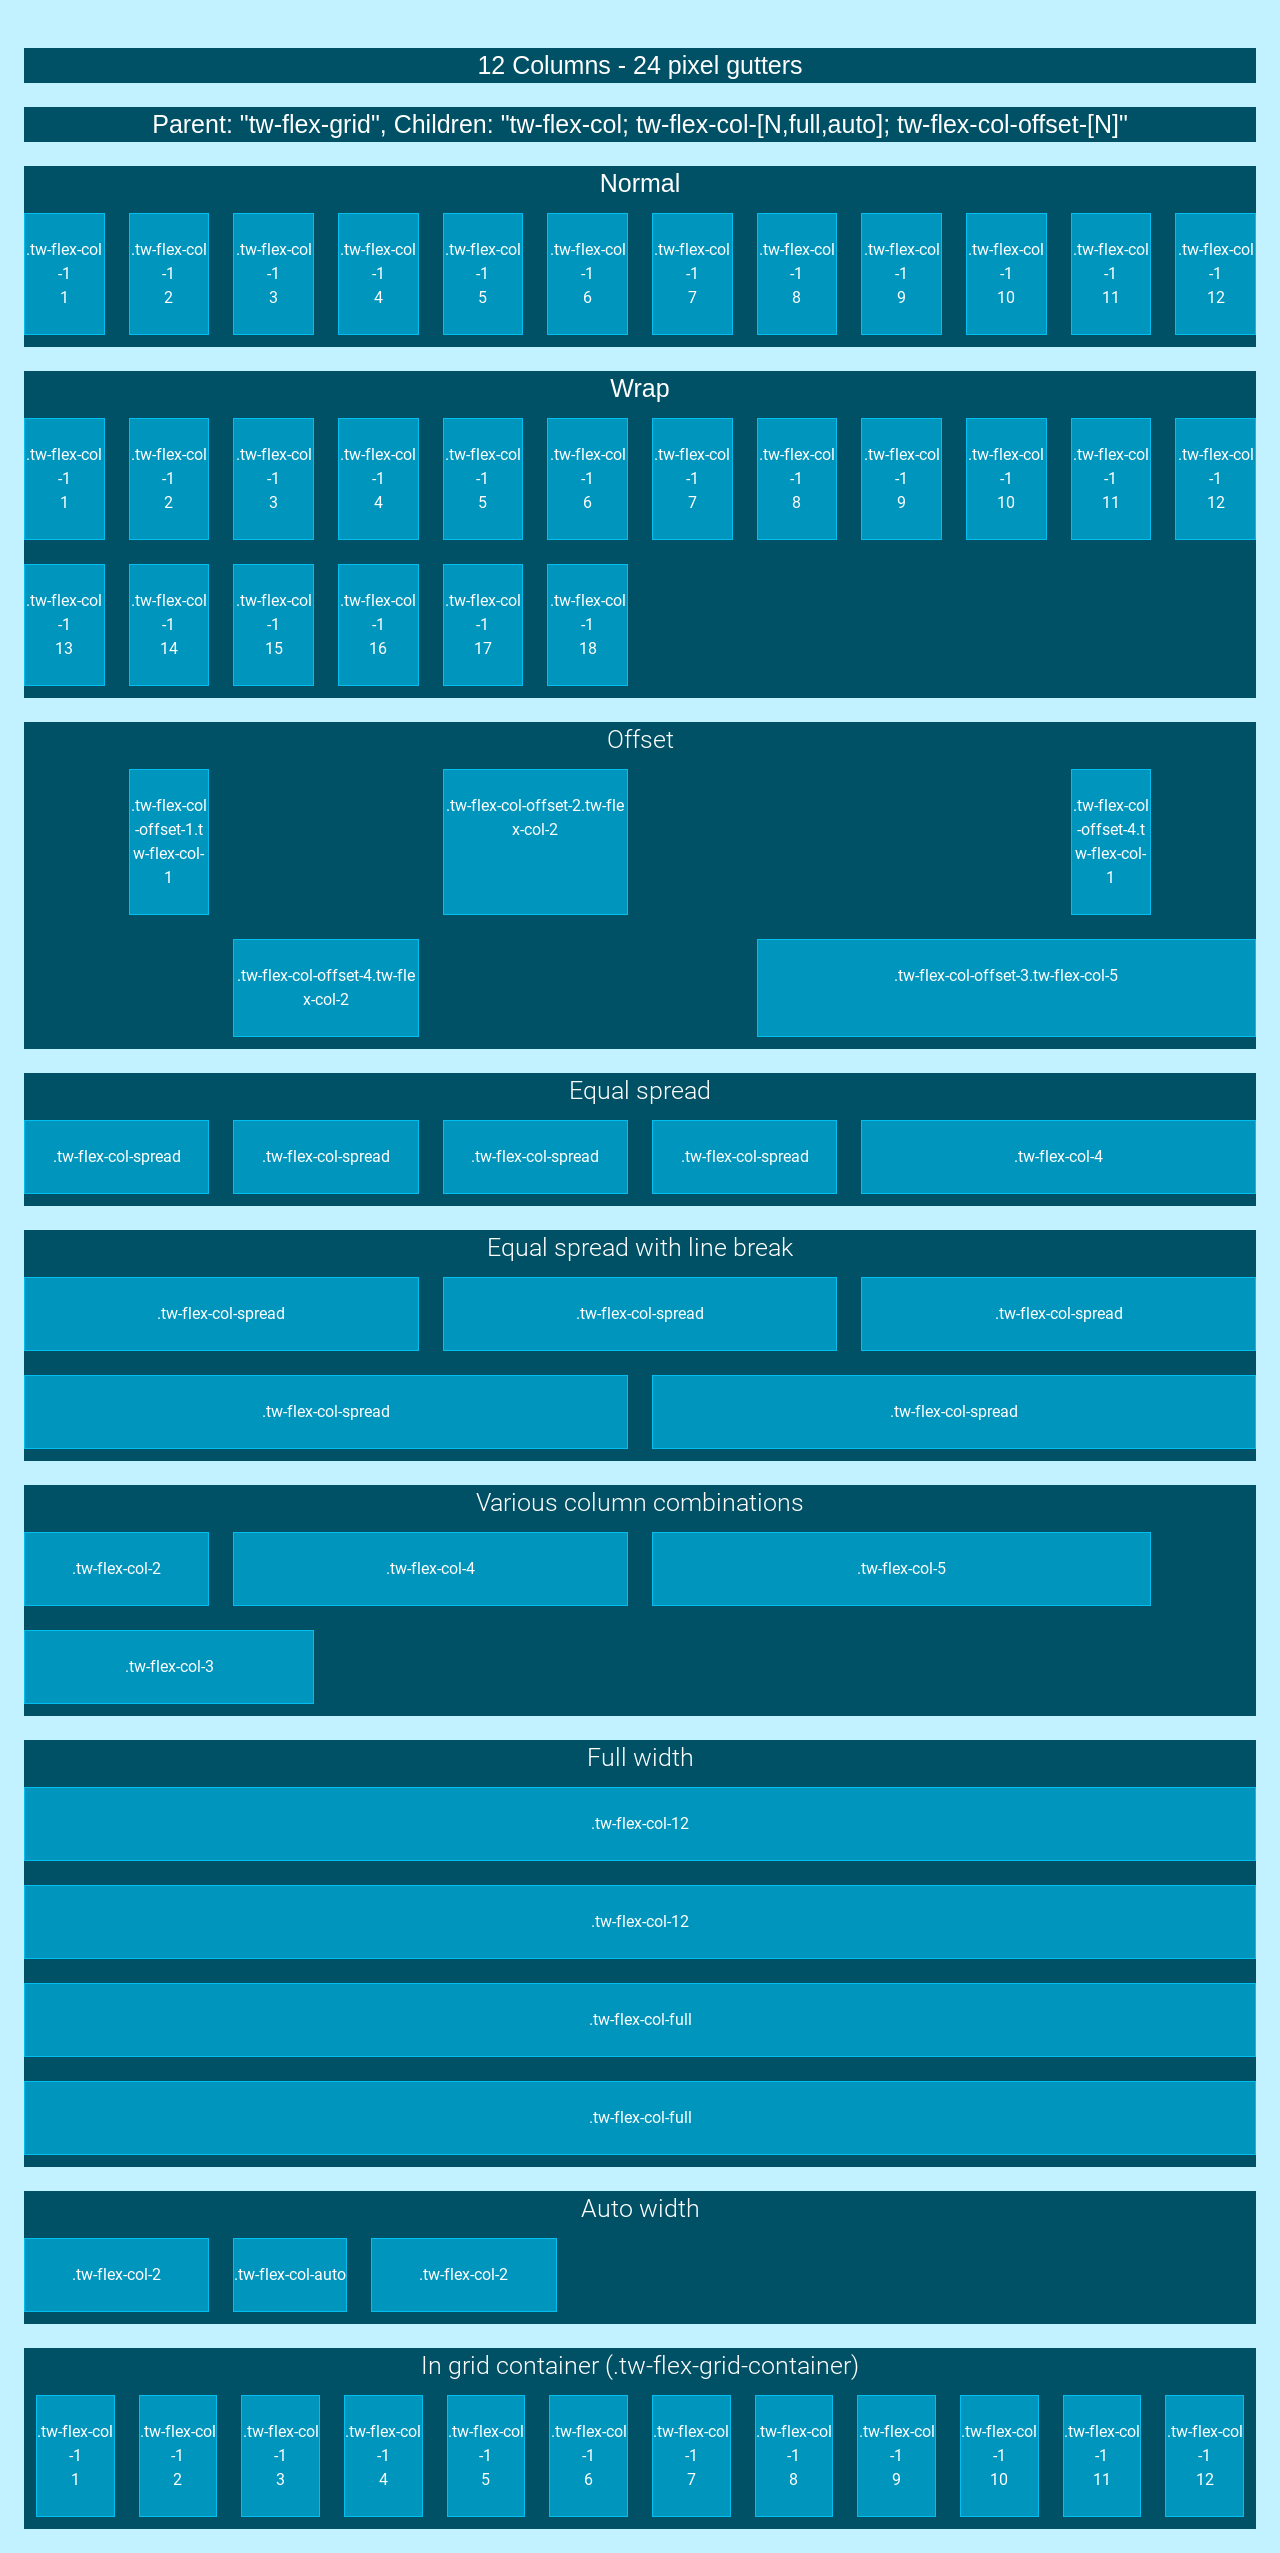 12 Columns - 24 pixel gutters
Parent: "tw-flex-grid", Children: "tw-flex-col; tw-flex-col-[N,full,auto]; tw-flex-col-offset-[N]"
Normal
.tw-flex-col .tw-flex-col .tw-flex-col .tw-flex-col .tw-flex-col .tw-flex-col .tw-flex-col .tw-flex-col .tw-flex-col .tw-flex-col .tw-flex-col .tw-flex-col
-1 -1 -1 -1 -1 -1 -1 -1 -1 -1 -1 -1
1 2 3 4 5 6 7 8 9 10 11 12
Wrap
.tw-flex-col .tw-flex-col .tw-flex-col .tw-flex-col .tw-flex-col .tw-flex-col .tw-flex-col .tw-flex-col .tw-flex-col .tw-flex-col .tw-flex-col .tw-flex-col
-1 -1 -1 -1 -1 -1 -1 -1 -1 -1 -1 -1
1 2 3 4 5 6 7 8 9 10 11 12
.tw-flex-col .tw-flex-col .tw-flex-col .tw-flex-col .tw-flex-col .tw-flex-col
-1 -1 -1 -1 -1 -1
13 14 15 16 17 18
Offset
.tw-flex-col
-offset-1.t
w-flex-col-
1
.tw-flex-col-offset-2.tw-fle
x-col-2
.tw-flex-col
-offset-4.t
w-flex-col-
1
.tw-flex-col-offset-4.tw-fle
x-col-2
.tw-flex-col-offset-3.tw-flex-col-5
Equal spread
.tw-flex-col-spread .tw-flex-col-spread .tw-flex-col-spread .tw-flex-col-spread .tw-flex-col-4
Equal spread with line break
.tw-flex-col-spread .tw-flex-col-spread .tw-flex-col-spread
.tw-flex-col-spread .tw-flex-col-spread
Various column combinations
.tw-flex-col-2 .tw-flex-col-4 .tw-flex-col-5
.tw-flex-col-3
Full width
.tw-flex-col-12
.tw-flex-col-12
.tw-flex-col-full
.tw-flex-col-full
Auto width
.tw-flex-col-2 .tw-flex-col-auto .tw-flex-col-2
In grid container (.tw-flex-grid-container)
.tw-flex-col .tw-flex-col .tw-flex-col .tw-flex-col .tw-flex-col .tw-flex-col .tw-flex-col .tw-flex-col .tw-flex-col .tw-flex-col .tw-flex-col .tw-flex-col
-1 -1 -1 -1 -1 -1 -1 -1 -1 -1 -1 -1
1 2 3 4 5 6 7 8 9 10 11 12